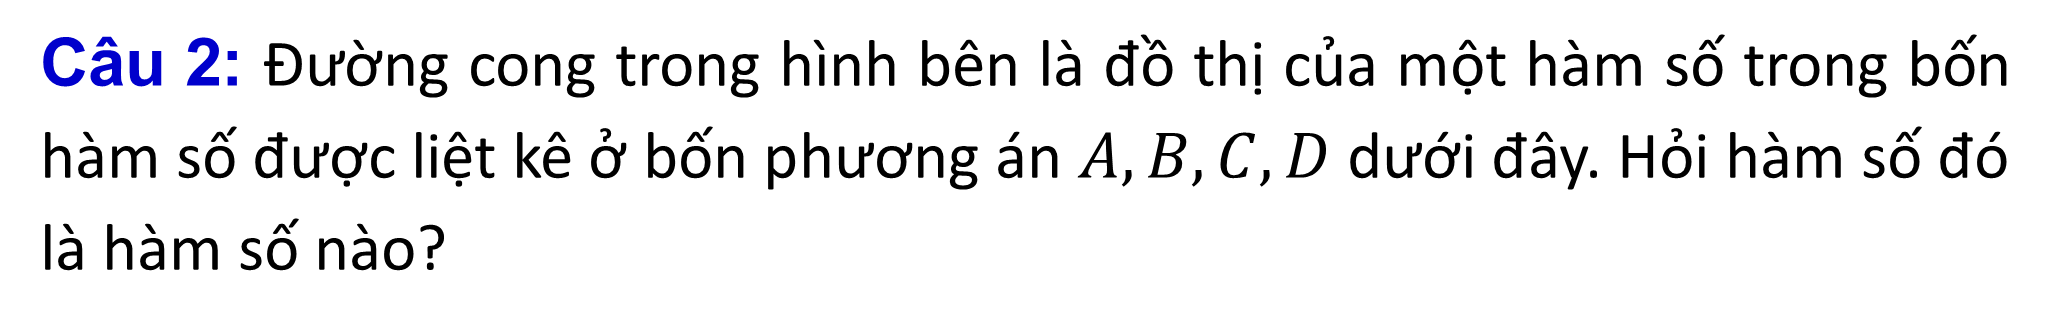 Câu 2: Đường cong trong hình bên là đồ thị của một hàm số trong bốn
hàm số được liệt kê ở bốn phương án A, B, C, D dưới đây. Hỏi hàm số đó
là hàm số nào?